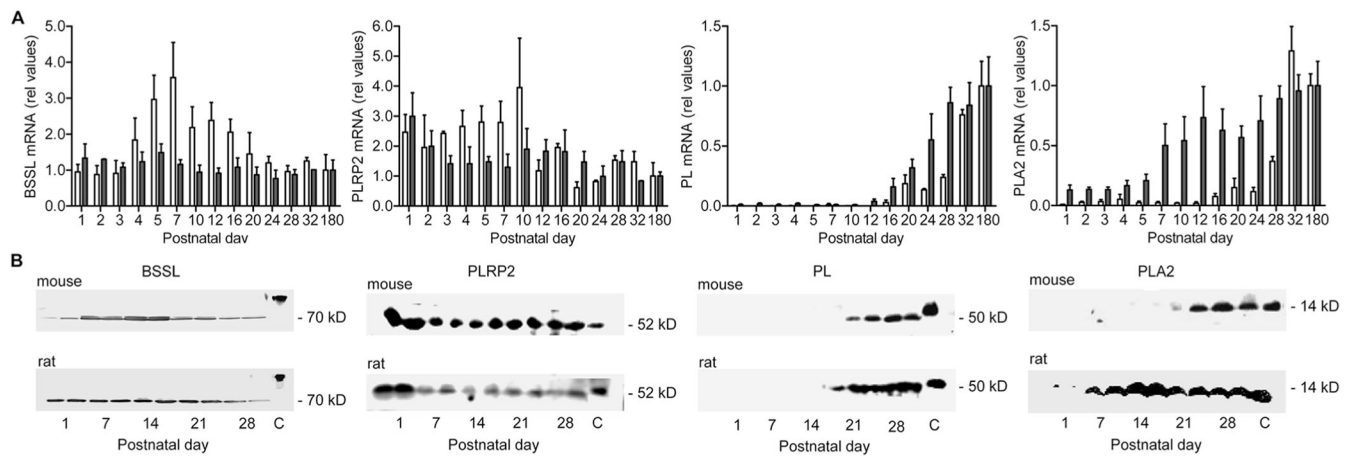 A
BSSL mRNA (rel values)
5.0
4.0
3.0
2.0
1.0
0.0
1 2 3 4 5 7 10 12 16 20 24 28 32 180
Postnatal day
PLRP2 mRNA (rel values)
6.0
5.0
4.0
3.0
2.0
1.0
0.0
1 2 3 4 5 7 10 12 16 20 24 28 32 180
Postnatal day
PL mRNA (rel values)
1.5
1.0
0.5
0.0
1 2 3 4 5 7 10 12 16 20 24 32 180
Postnatal day
PLA2 mRNA (rel values)
1.5
1.0
0.5
0.0
1 2 3 4 5 7 10 12 16 20 24 28 32 180
Postnatal day
B
BSSL
mouse
- 70 kD
rat
- 70 kD
1 7 14 21 28 C
Postnatal day
PLRP2
mouse
- 52 kD
rat
- 52 kD
1 7 14 21 28 C
Postnatal day
PL
mouse
- 50 kD
rat
- 50 kD
1 7 14 21 28 C
Postnatal day
PLA2
mouse
- 14 kD
rat
- 14 kD
1 7 14 21 28 C
Postnatal day